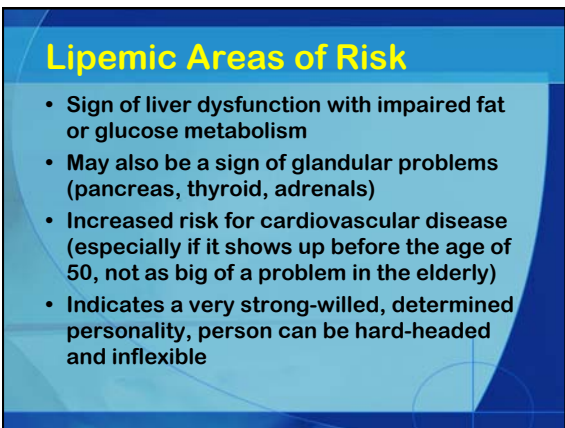 Lipemic Areas of Risk
• Sign of liver dysfunction with impaired fat
or glucose metabolism
• May also be a sign of glandular problems
(pancreas, thyroid, adrenals)
• Increased risk for cardiovascular disease
(especially if it shows up before the age of
50, not as big of a problem in the elderly)
• Indicates a very strong-willed, determined
personality, person can be hard-headed
and inflexible